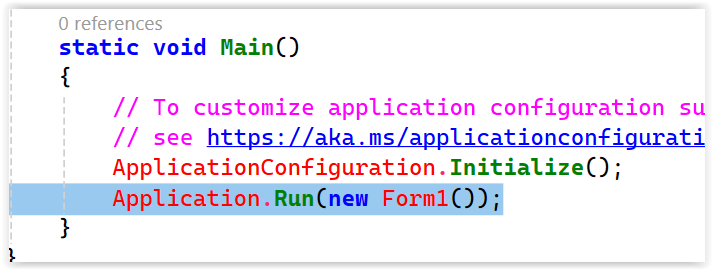 0 references
static void Main()
{
// To customize application configuration su
// see https://aka.ms/applicationconfigurati
ApplicationConfiguration.Initialize();
Application.Run(new Form1());
}
}